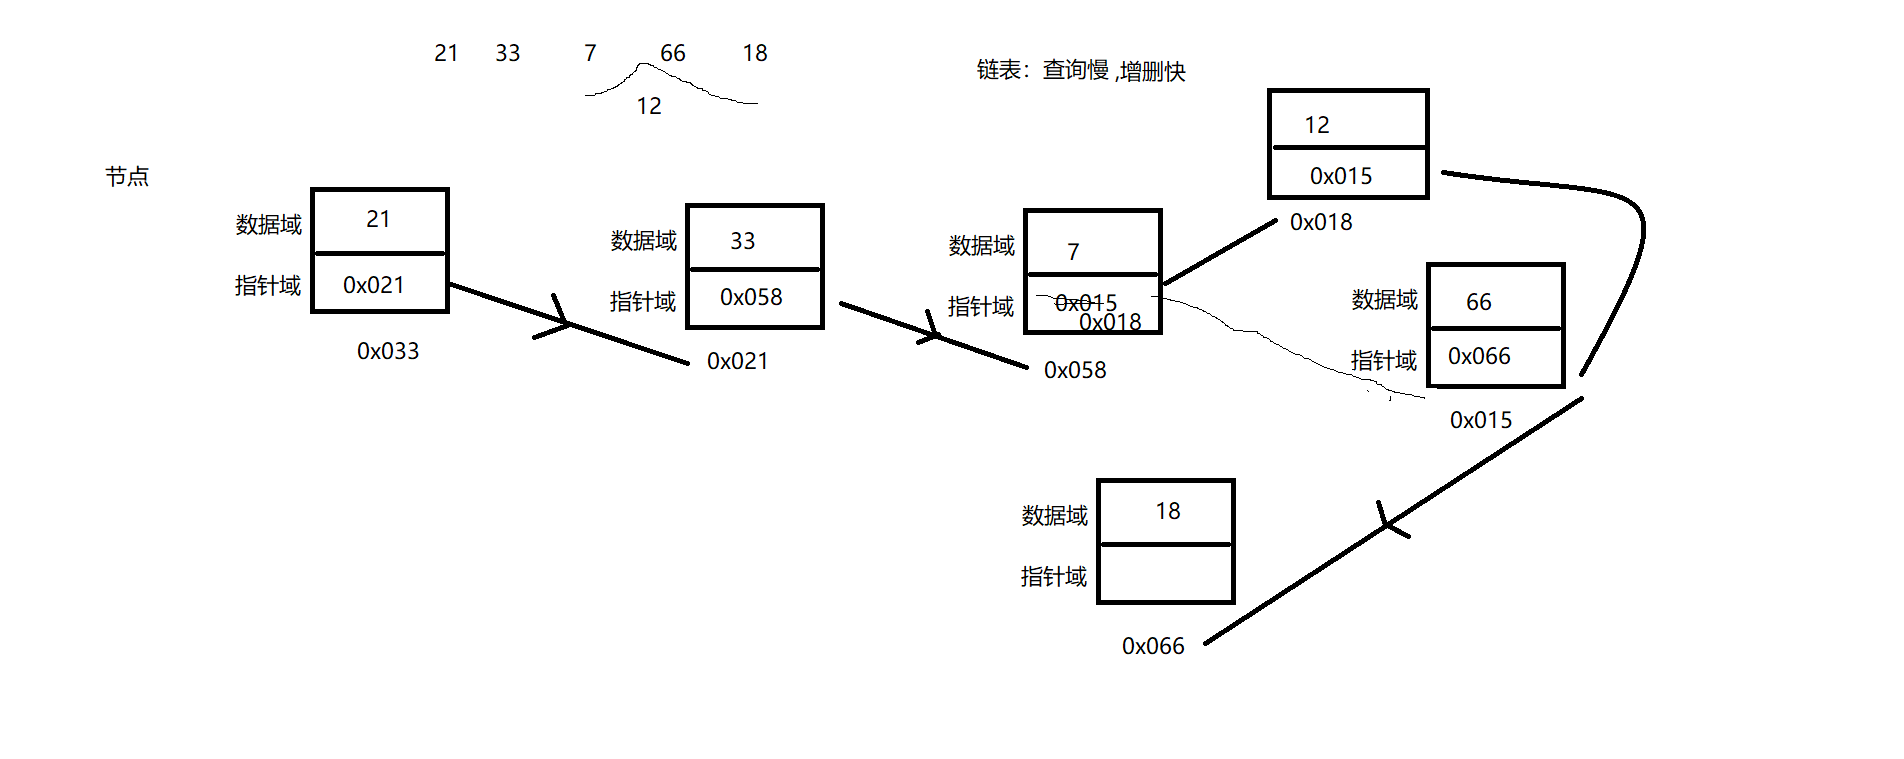 21 33 7 66 18
12
链表：查询慢 ,增删快
12
0x015
0x018
节点
数据域 21
指针域 0x021
0x033
数据域 33
指针域 0x058
0x021
数据域 7
指针域 0x015
0x018
0x058
数据域 66
指针域 0x066
0x015
数据域 18
指针域
0x066